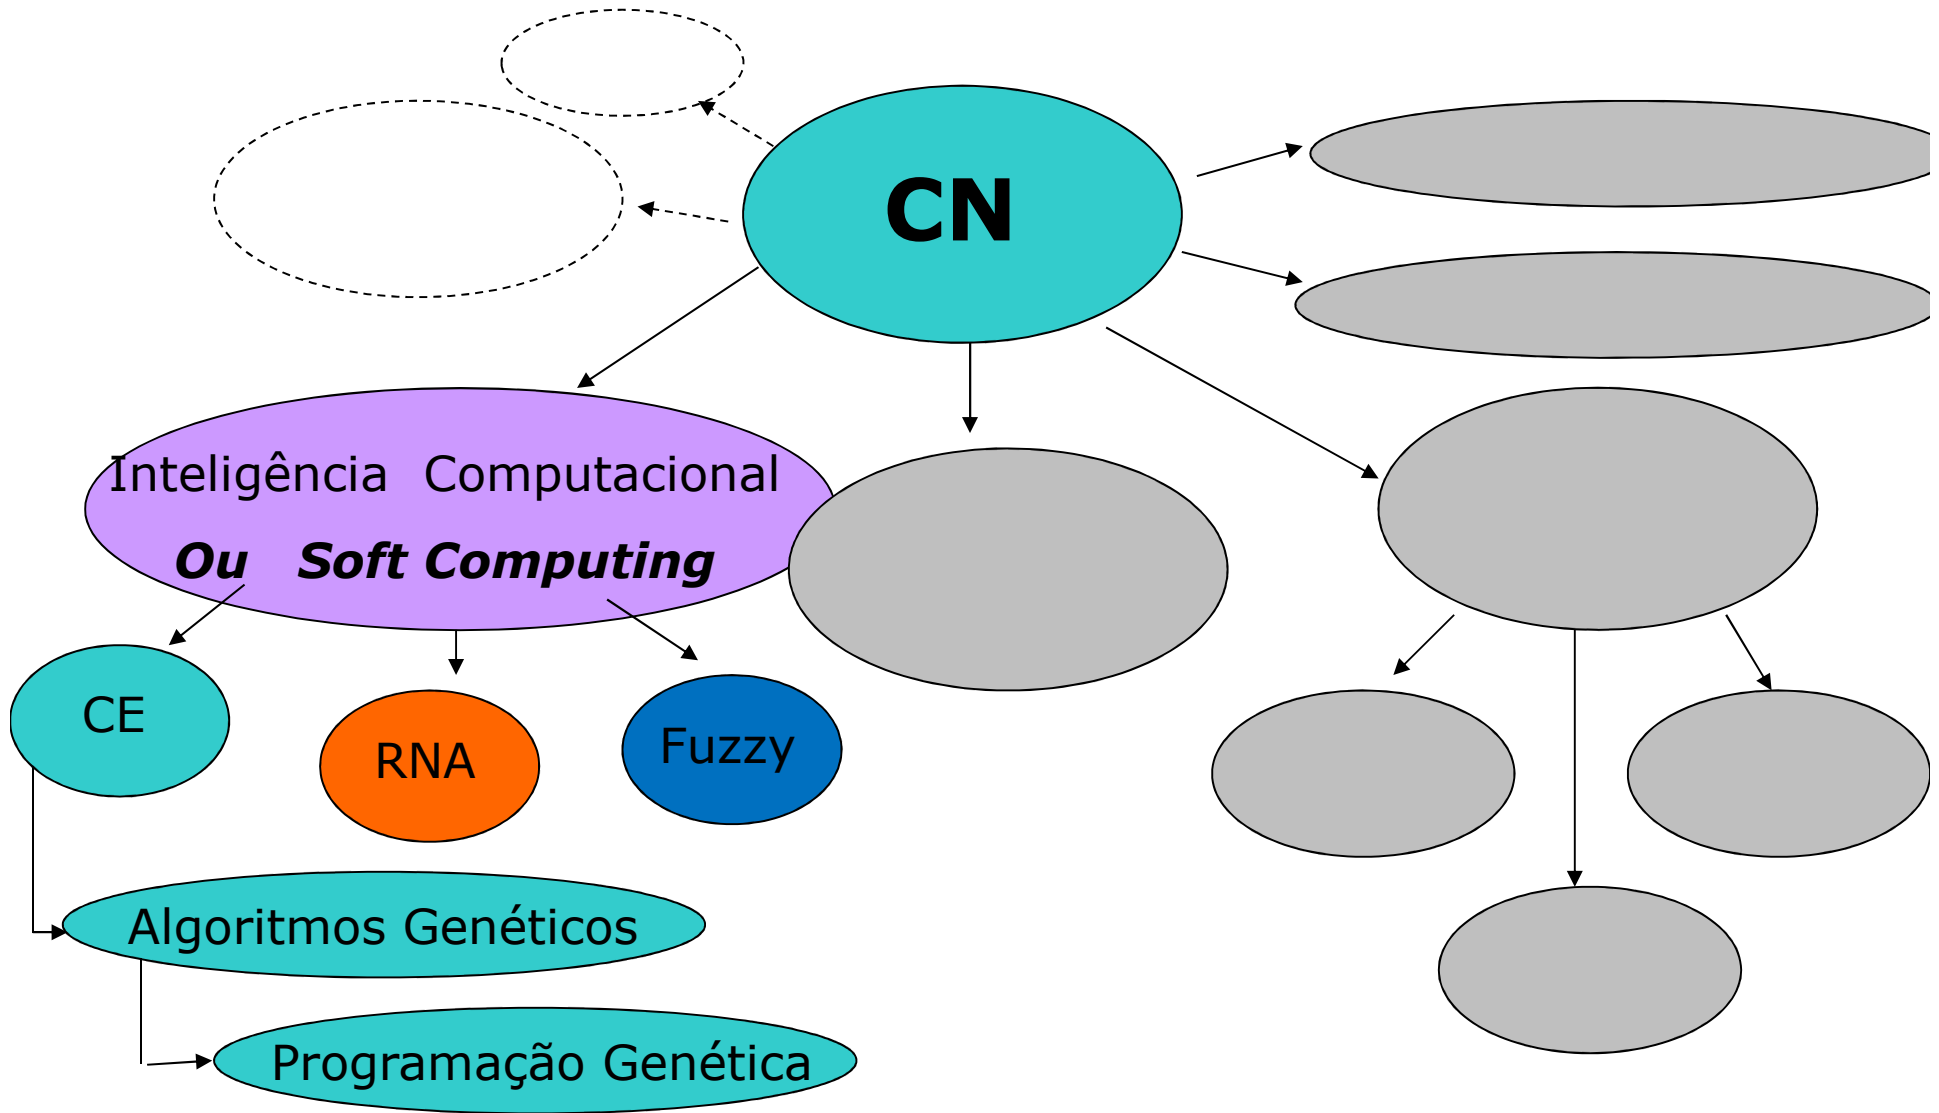 CN
Inteligência Computacional
Ou Soft Computing
CE
RNA
Fuzzy
Algoritmos Genéticos
Programação Genética